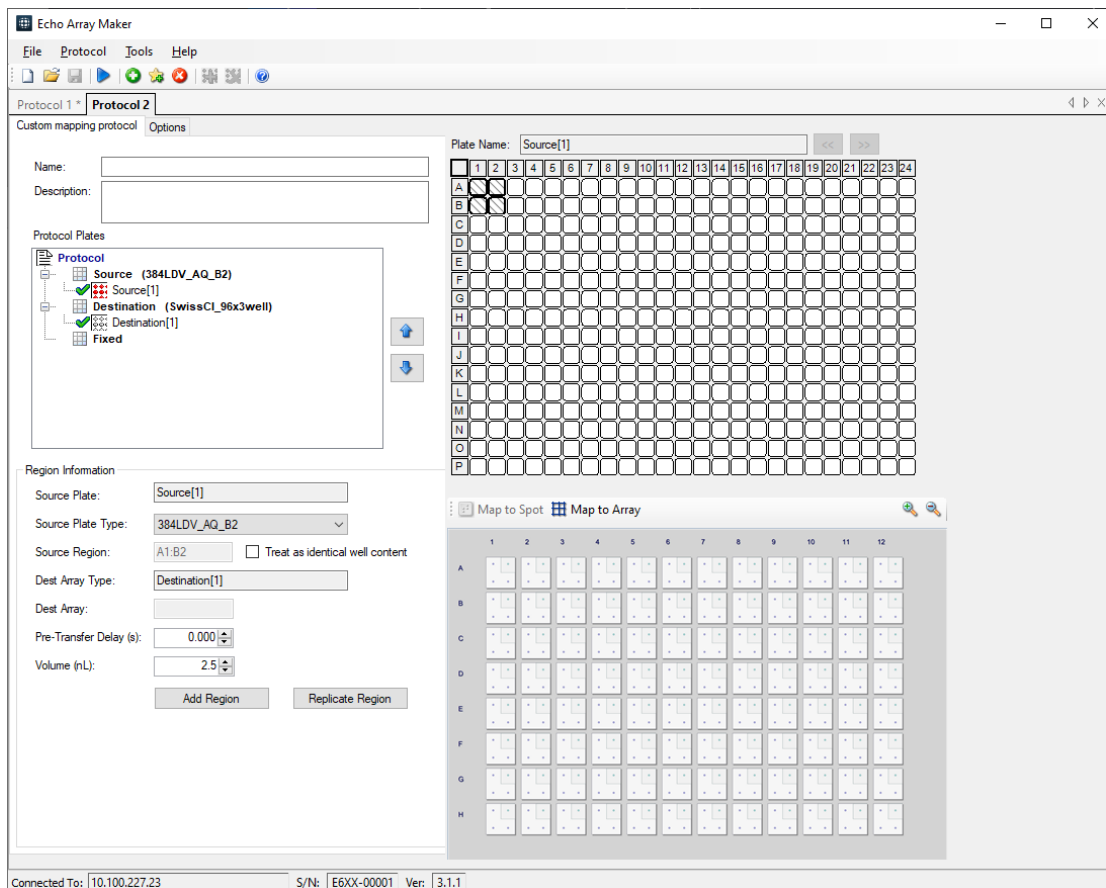 Echo Array Maker
File Protocol Tools Help
Protocol 1 * Protocol 2
Custom mapping protocol Options
Name:
Description:
Protocol Plates
Protocol
Source (384LDV_AQ_B2)
Source[1]
Destination (SwissCI_96x3well)
Destination[1]
Fixed
Region Information
Source Plate: Source[1]
Source Plate Type: 384LDV_AQ_B2
Source Region: A1:B2 Treat as identical well content
Dest Array Type: Destination[1]
Dest Array:
Pre-Transfer Delay (s): 0.000
Volume (nL): 2.5
Add Region Replicate Region
Plate Name: Source[1] << >>
1 2 3 4 5 6 7 8 9 10 11 12 13 14 15 16 17 18 19 20 21 22 23 24
A
B
C
D
E
F
G
H
I
J
K
L
M
N
O
P
Map to Spot Map to Array
1 2 3 4 5 6 7 8 9 10 11 12
A
B
C
D
E
F
G
H
Connected To: 10.100.227.23 S/N: E6XX-00001 Ver: 3.1.1